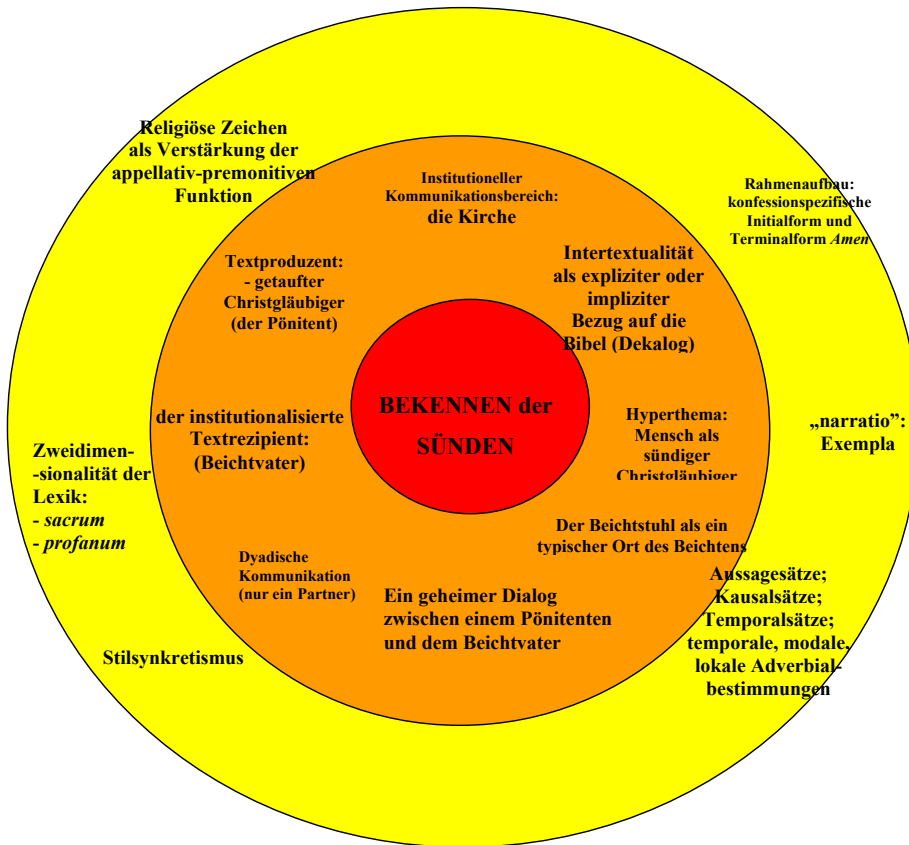 Religiöse Zeichen
als Verstärkung der
appellativ-premonitiven
Funktion
Institutioneller
Kommunikationsbereich:
die Kirche
Rahmenaufbau:
konfessionspezifische
Initialform und
Terminalform Amen
Textproduzent:
- getaufter
Christgläubiger
(der Pönitent)
Intertextualität
als expliziter oder
impliziter
Bezug auf die
Bibel (Dekalog)
BEKENNEN der
SÜNDEN
der institutionalisierte
Textrezipient:
(Beichtvater)
Hyperthema:
Mensch als
sündiger
Christgläubiger
„narratio”:
Exempla
Zweidimen-
-sionalität der
Lexik:
- sacrum
- profanum
Der Beichtstuhl als ein
typischer Ort des Beichtens
Dyadische
Kommunikation
(nur ein Partner)
Ein geheimer Dialog
zwischen einem Pönitenten
und dem Beichtvater
Aussagesätze;
Kausalsätze;
Temporalsätze;
temporale, modale,
lokale Adverbial-
bestimmungen
Stilsynkretismus